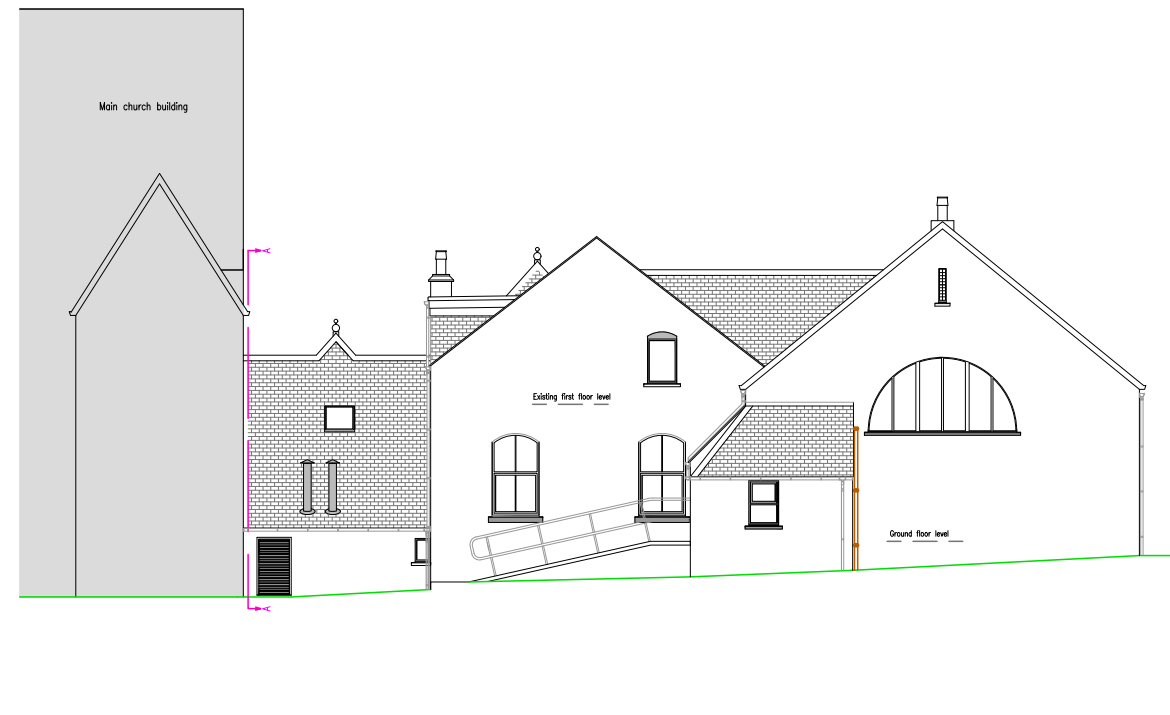 Main church building
A
Existing first floor level
Ground floor level
A